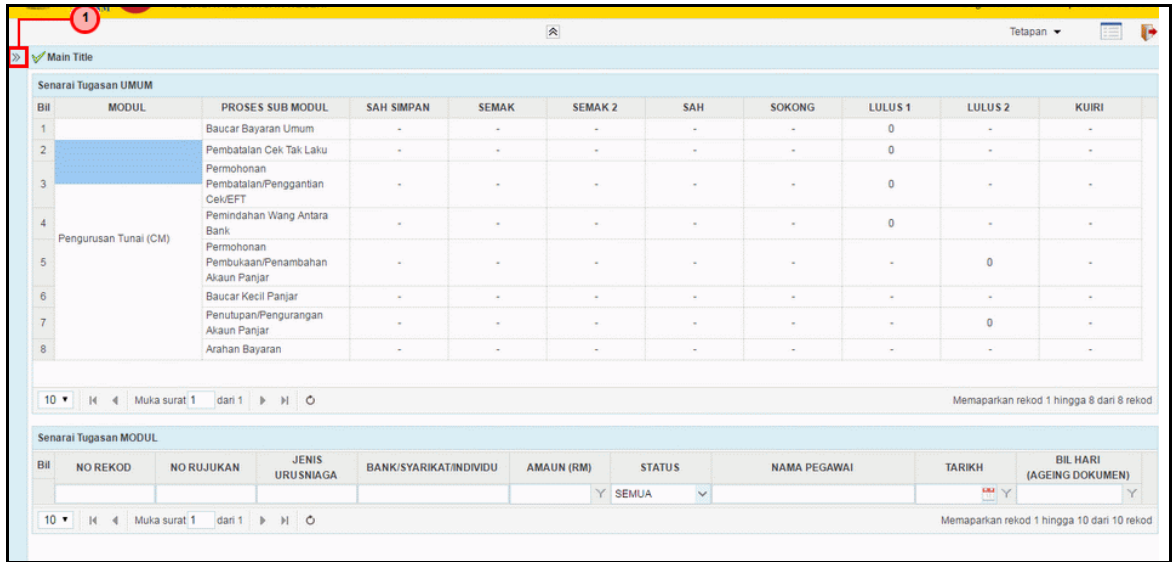 1
Tetapan
Main Title
Senarai Tugasan UMUM
Bil MODUL PROSES SUB MODUL SAH SIMPAN SEMAK SEMAK 2 SAH SOKONG LULUS 1 LULUS 2 KUIRI
1 Baucar Bayaran Umum - - - - - 0 - -
2 Pembatalan Cek Tak Laku - - - - - 0 - -
Permohonan
3 Pembatalan/Penggantian - - - - - 0 - -
Cek/EFT
4 Pemindahan Wang Antara - - - - - 0 - -
Bank
Pengurusan Tunai (CM)
Permohonan
5 Pembukaan/Penambahan - - - - - - 0 -
Akaun Panjar
6 Baucar Kecil Panjar - - - - - - - -
7 Penutupan/Pengurangan - - - - - - 0 -
Akaun Panjar
8 Arahan Bayaran - - - - - - - -
10 Muka surat 1 dari 1 Memaparkan rekod 1 hingga 8 dari 8 rekod
Senarai Tugasan MODUL
Bil NO REKOD NO RUJUKAN JENIS URUSNIAGA BANK/SYARIKAT/INDIVIDU AMAUN (RM) STATUS NAMA PEGAWAI TARIKH BIL HARI (AGEING DOKUMEN)
SEMUA
10 Muka surat 1 dari 1 Memaparkan rekod 1 hingga 10 dari 10 rekod